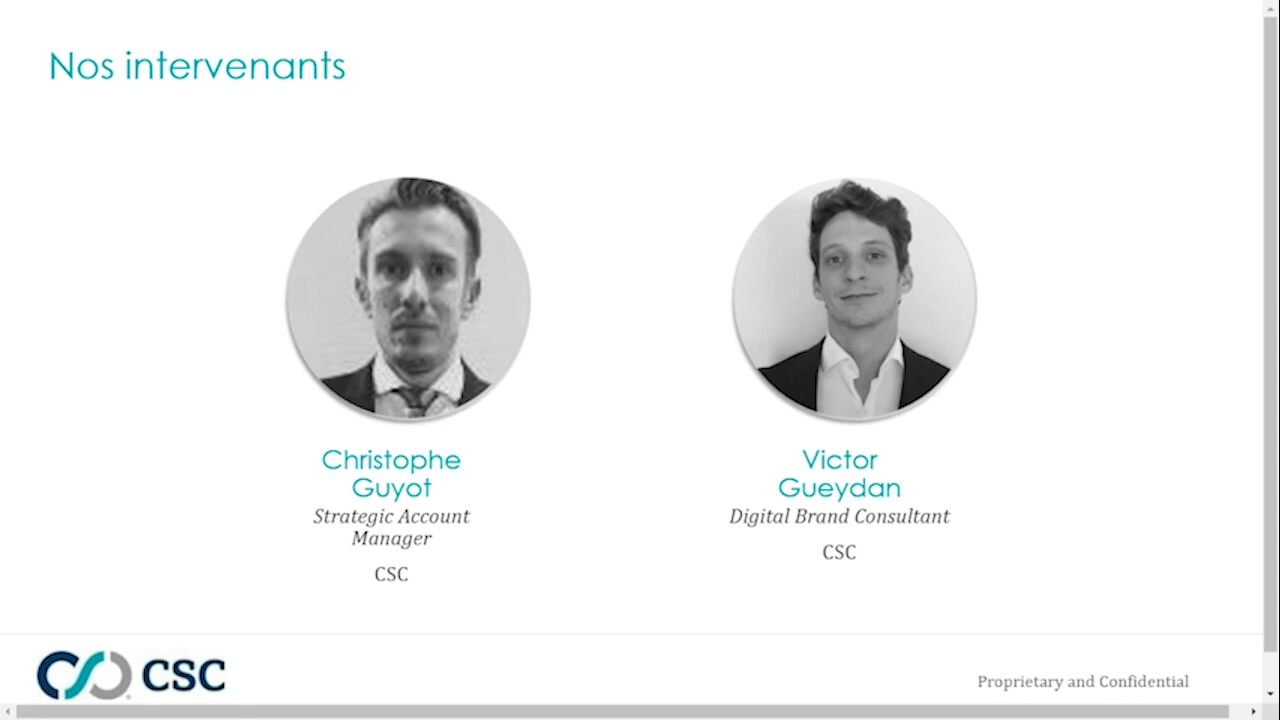 Nos intervenants
Christophe
Guyot
Strategic Account
Manager
CSC
Victor
Gueydan
Digital Brand Consultant
CSC
CSC
Proprietary and Confidential